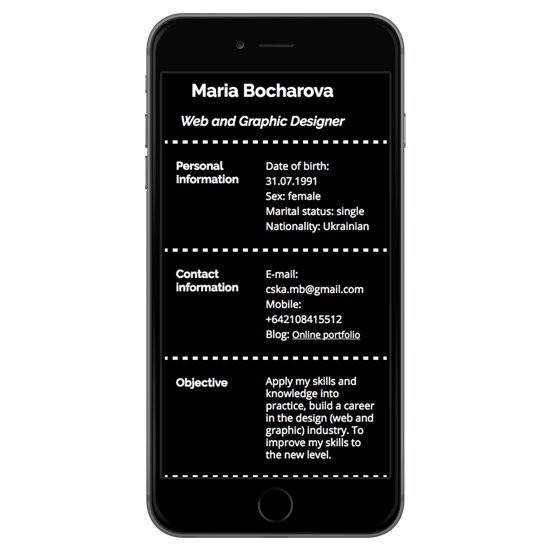 Maria Bocharova
Web and Graphic Designer
Personal
Information
Date of birth:
31.07.1991
Sex: female
Marital status: single
Nationality: Ukrainian
Contact
information
E-mail:
cska.mb@gmail.com
Mobile:
+642108415512
Blog: Online portfolio
Objective
Apply my skills and
knowledge into
practice, build a career
in the design (web and
graphic) industry. To
improve my skills to
the new level.